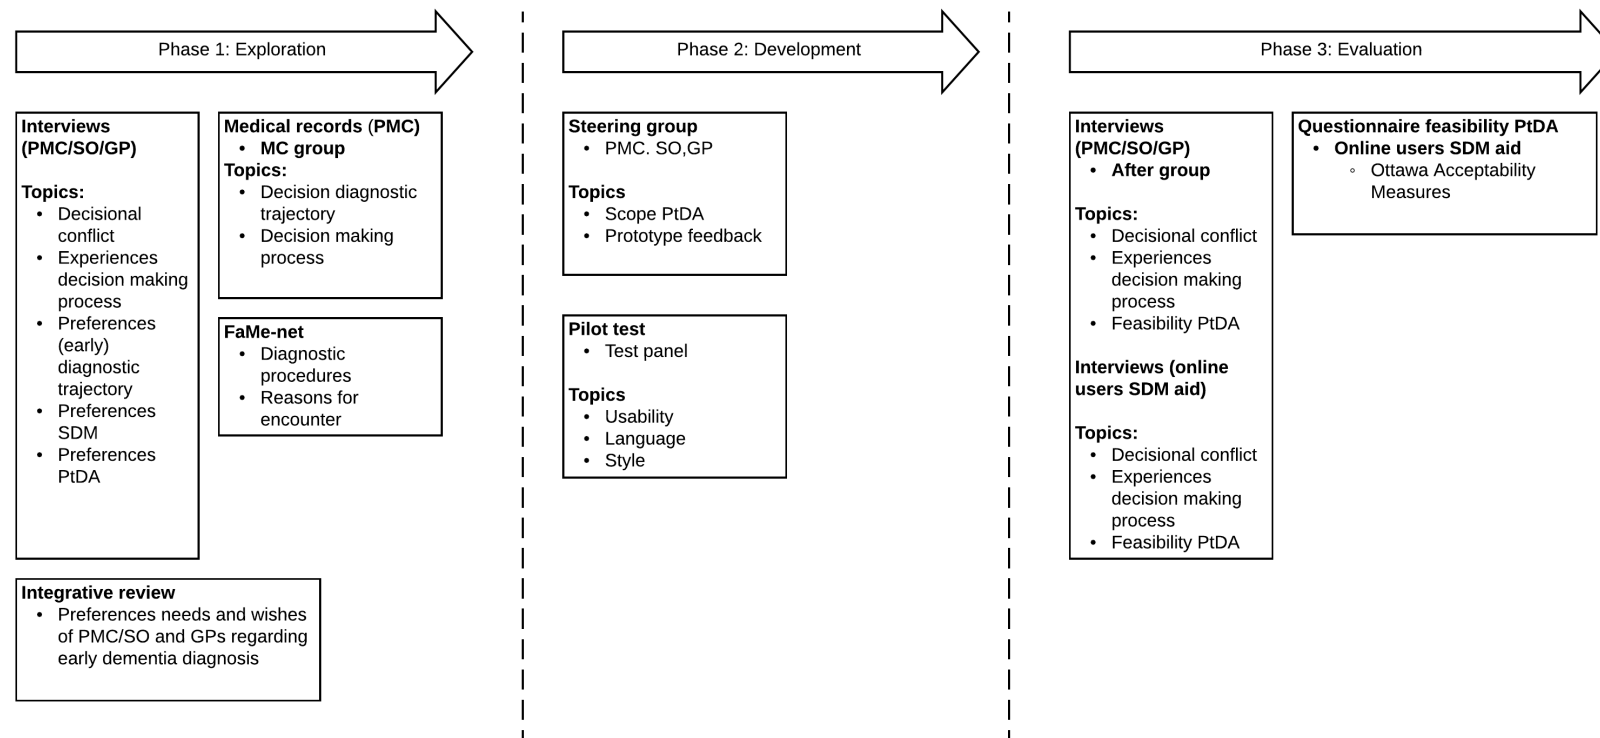 Phase 1: Exploration
Interviews
(PMC/SO/GP)
Topics:
• Decisional
conflict
• Experiences
decision making
process
• Preferences
(early)
diagnostic
trajectory
• Preferences
SDM
• Preferences
PtDA
Medical records (PMC)
• MC group
Topics:
• Decision diagnostic
trajectory
• Decision making
process
FaMe-net
• Diagnostic
procedures
• Reasons for
encounter
Integrative review
• Preferences needs and wishes
of PMC/SO and GPs regarding
early dementia diagnosis
Phase 2: Development
Steering group
• PMC. SO,GP
Topics
• Scope PtDA
• Prototype feedback
Pilot test
• Test panel
Topics
• Usability
• Language
• Style
Phase 3: Evaluation
Interviews
(PMC/SO/GP)
• After group
Topics:
• Decisional conflict
• Experiences
decision making
process
• Feasibility PtDA
Interviews (online
users SDM aid)
Topics:
• Decisional conflict
• Experiences
decision making
process
• Feasibility PtDA
Questionnaire feasibility PtDA
• Online users SDM aid
◦ Ottawa Acceptability
Measures